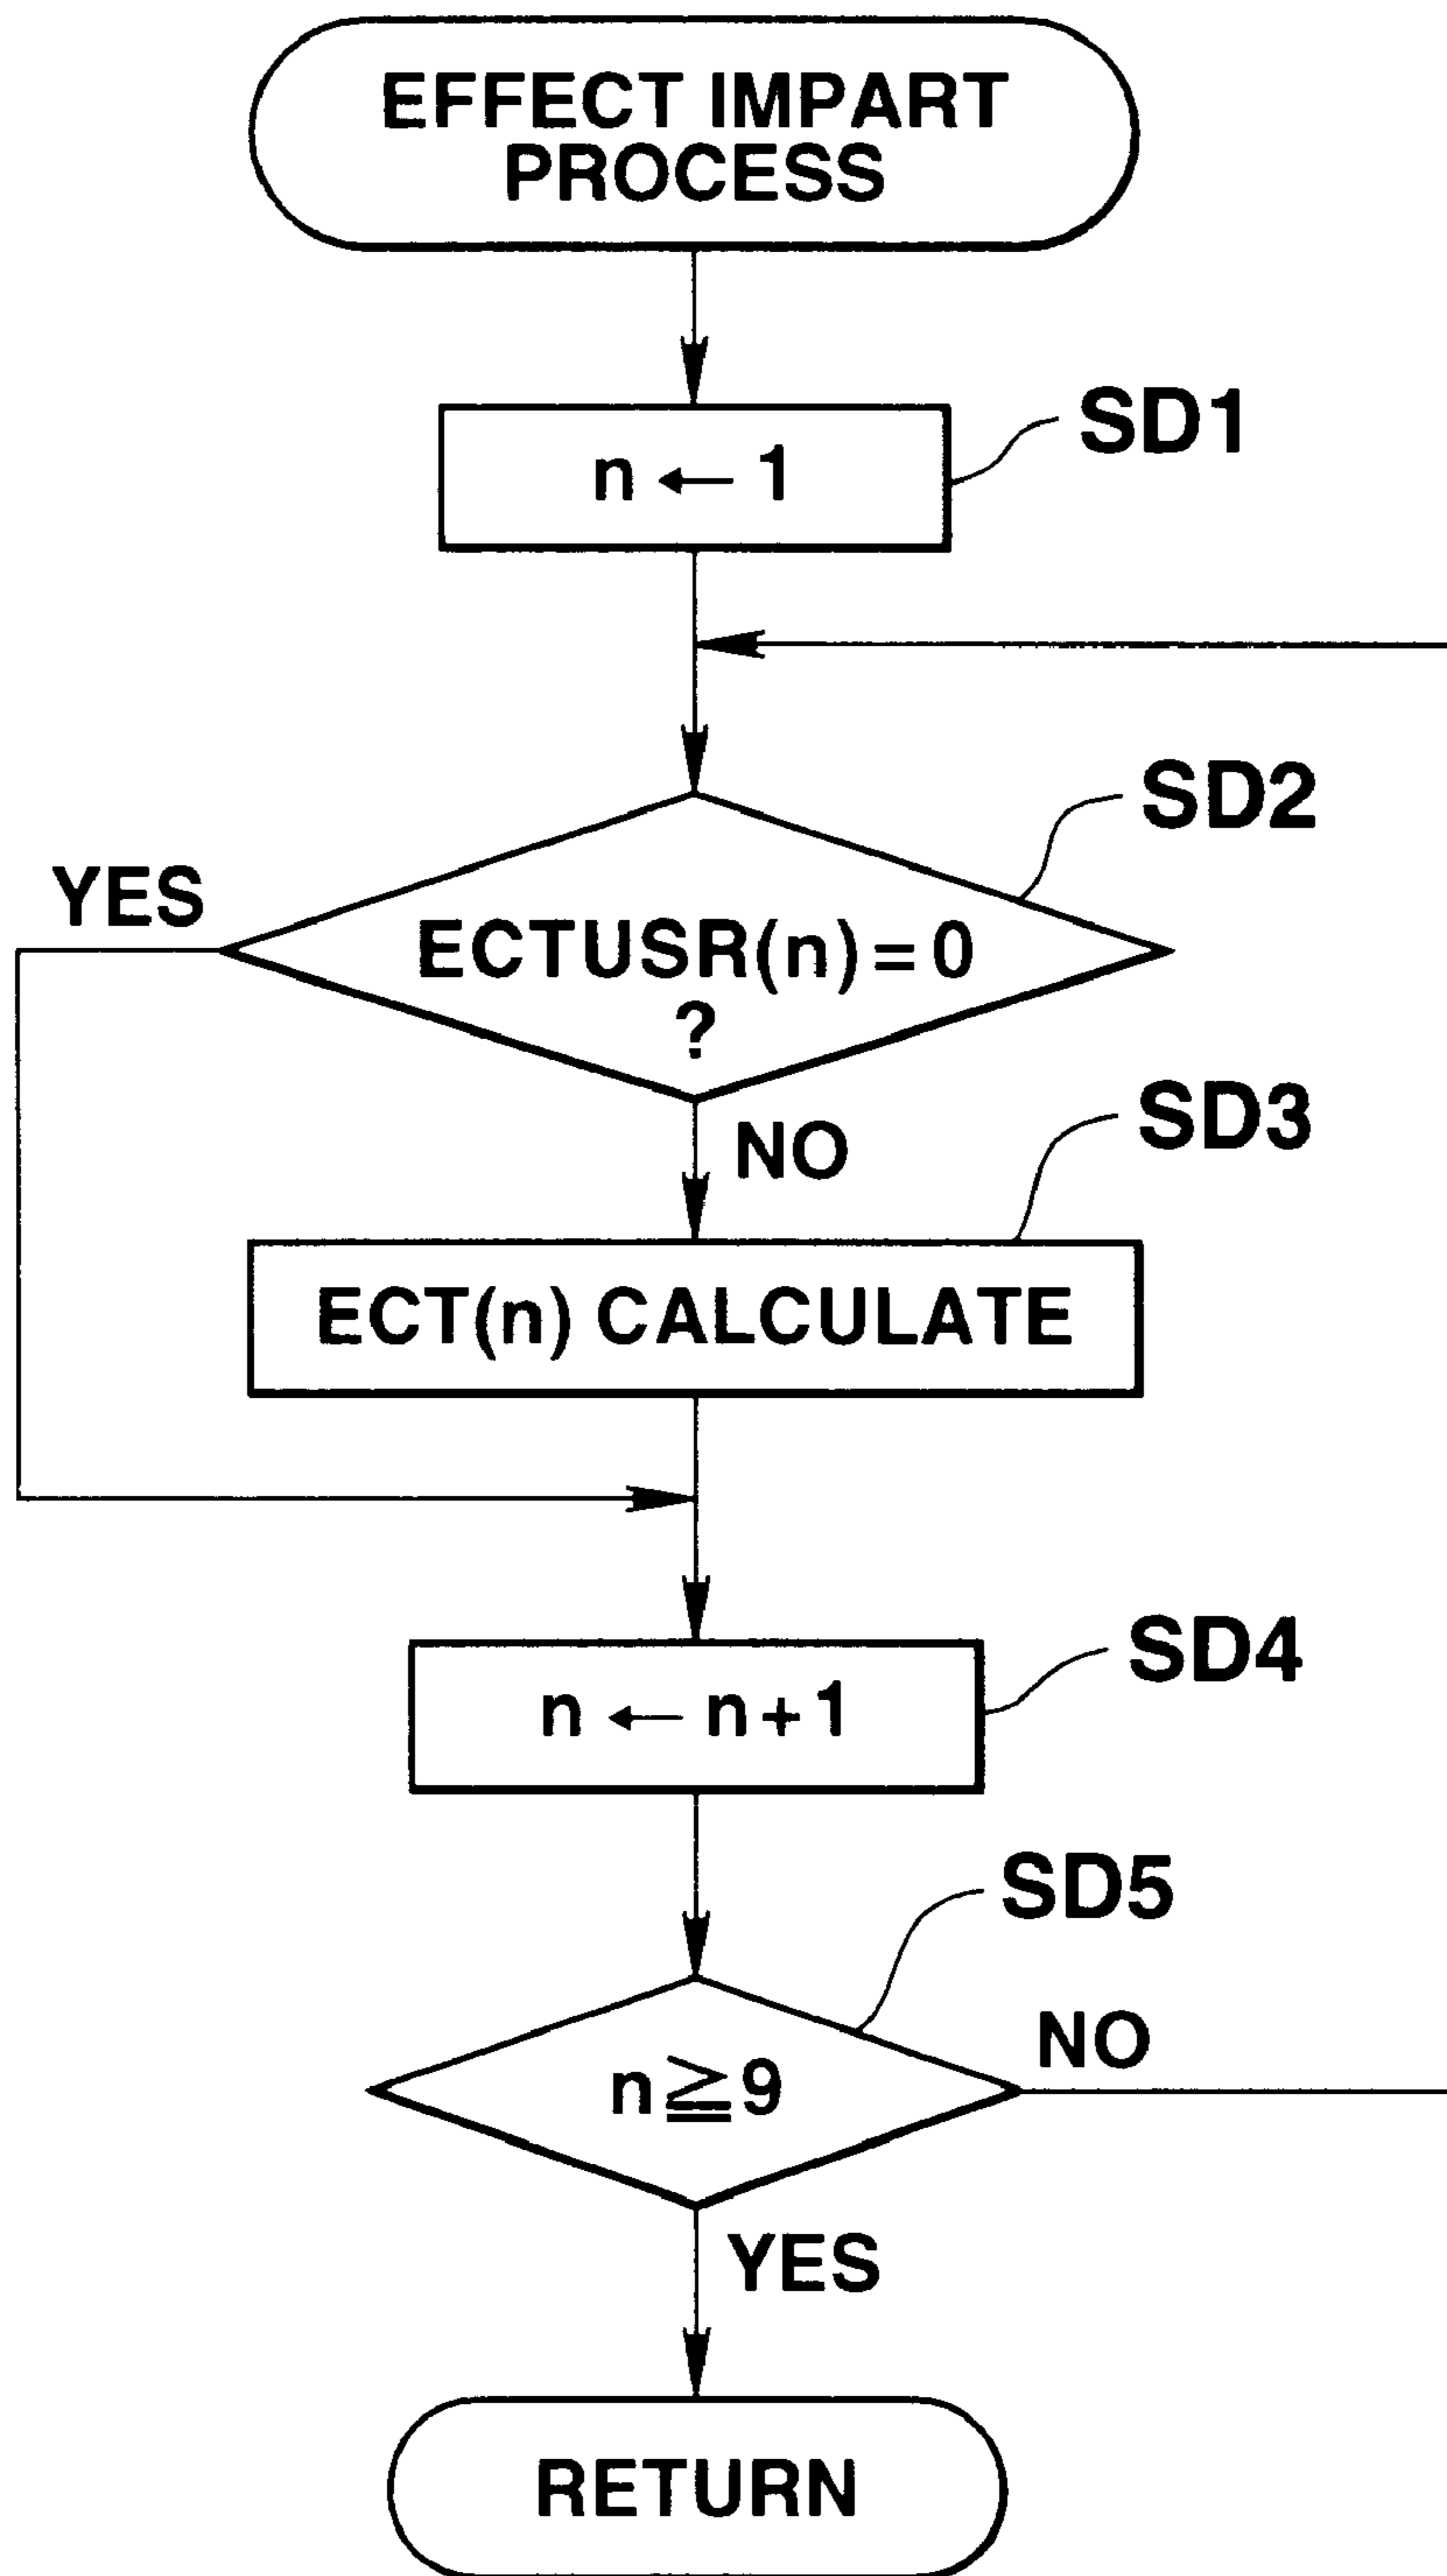 EFFECT IMPART
PROCESS
SD1
n ← 1
SD2
YES
ECTUSR(n) = 0
?
NO
SD3
ECT(n) CALCULATE
SD4
n ← n+1
SD5
n ≧ 9
NO
YES
RETURN